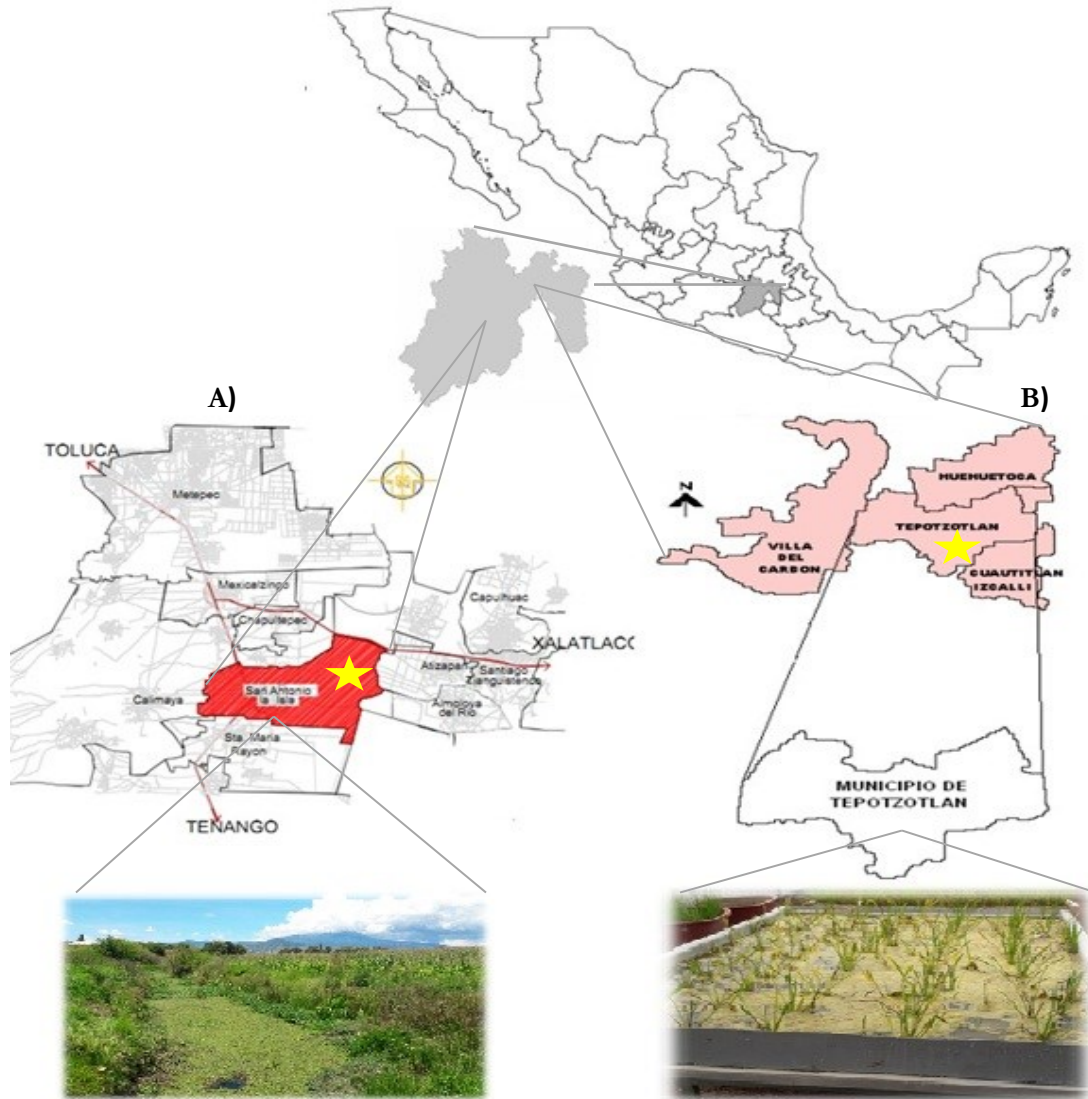 A)
B)
TOLUCA
Metepec
Mexicalzingo
Chapultepec
Capulhuac
XALATLACO
Atizapan
Santiago
Tianguistenco
San Antonio
la Isla
Calimaya
Almoloya
del Rio
Sta. Maria
Rayon
TENANGO
N
HUEHUETOCA
TEPOTZOTLAN
VILLA
DEL
CARBON
CUAUTITLAN
IZCALLI
MUNICIPIO DE
TEPOTZOTLAN